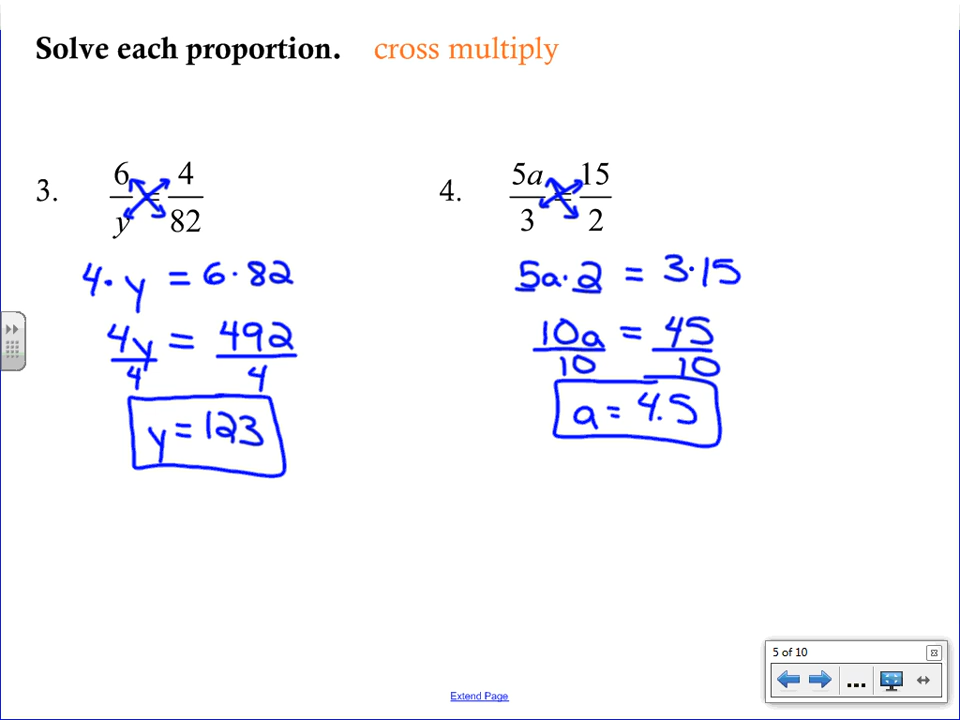 Solve each proportion. cross multiply
3. 6/y = 4/82
4 · y = 6 · 82
4y/4 = 492/4
y = 123
4. 5a/3 = 15/2
5a · 2 = 3 · 15
10a/10 = 45/10
a = 4.5
5 of 10
...
Extend Page